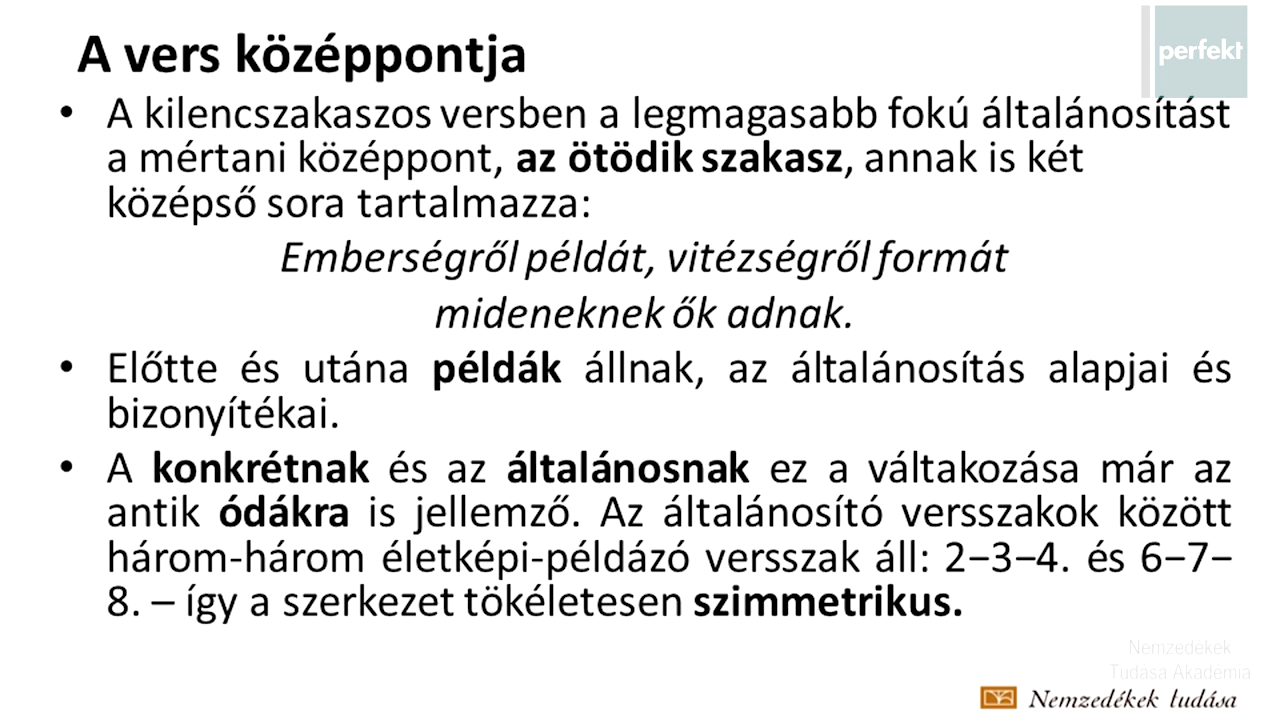 A vers középpontja
perfekt
• A kilencszakaszos versben a legmagasabb fokú általánosítást
a mértani középpont, az ötödik szakasz, annak is két
középső sora tartalmazza:
Emberségről példát, vitézségről formát
mideneknek ők adnak.
• Előtte és utána példák állnak, az általánosítás alapjai és
bizonyítékai.
• A konkrétnak és az általánosnak ez a váltakozása már az
antik ódákra is jellemző. Az általánosító versszakok között
három-három életképi-példázó versszak áll: 2–3–4. és 6–7–
8. – így a szerkezet tökéletesen szimmetrikus.
Nemzedékek
Tudása Akadémia
Nemzedékek tudása